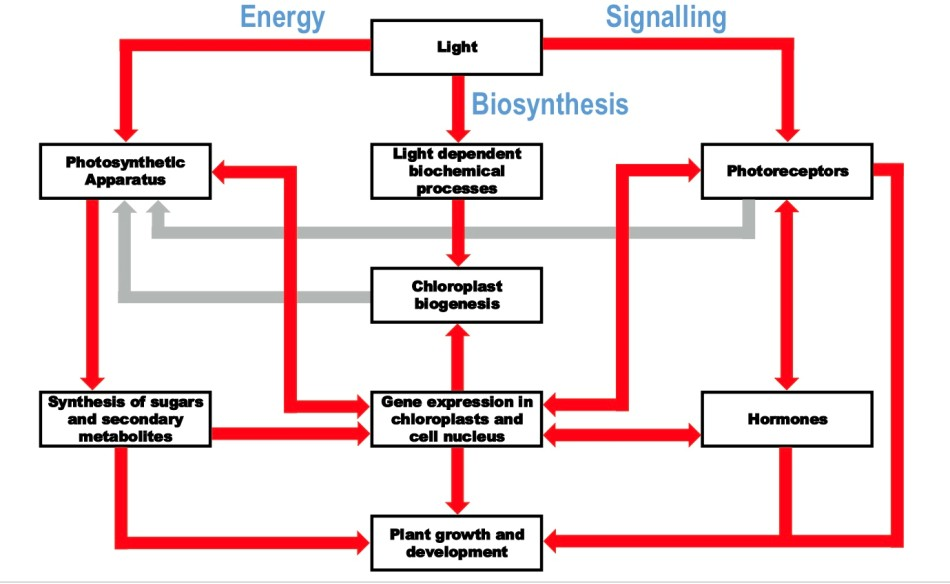 Energy
Signalling
Light
Biosynthesis
Photosynthetic
Apparatus
Light dependent
biochemical
processes
Photoreceptors
Chloroplast
biogenesis
Synthesis of sugars
and secondary
metabolites
Gene expression in
chloroplasts and
cell nucleus
Hormones
Plant growth and
development